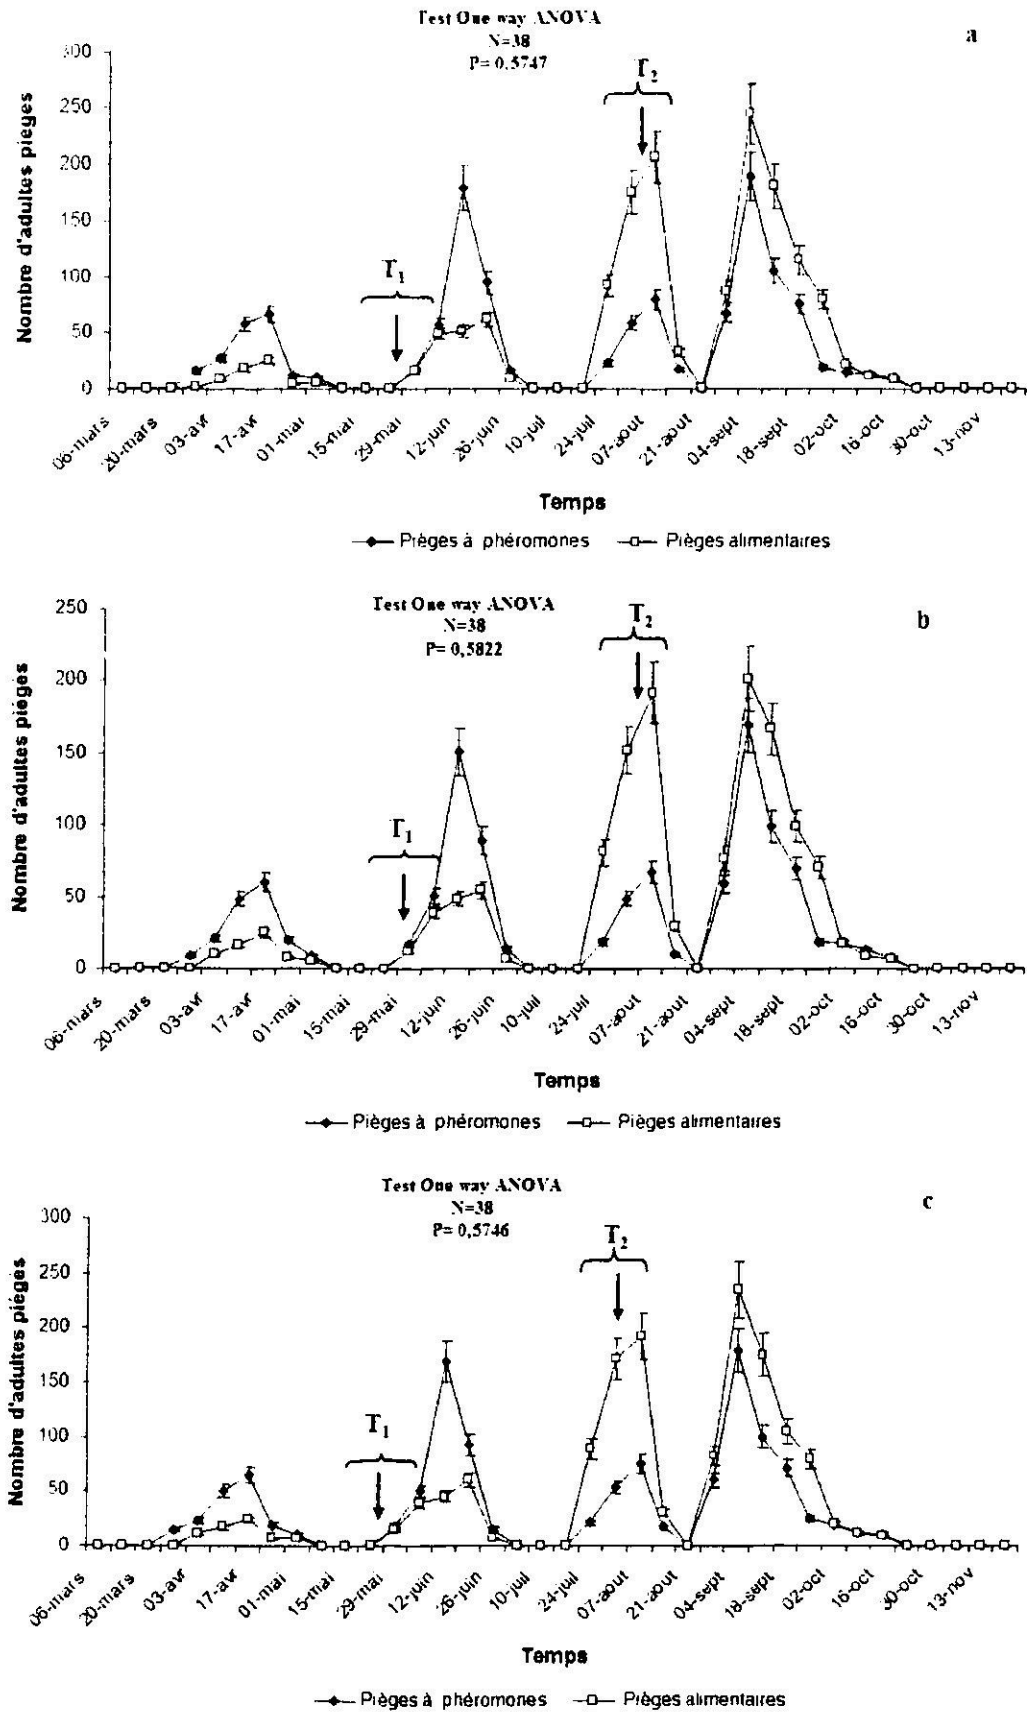 Test One way ANOVA
N=38
P= 0,5747
a
T2
T1
Nombre d'adultes pieges
300
250
200
150
100
50
0
06-mars
20-mars
03-avr
17-avr
01-mai
15-mai
29-mai
12-juin
26-juin
10-juil
24-juil
07-aout
21-aout
04-sept
18-sept
02-oct
16-oct
30-oct
13-nov
Temps
Pièges à phéromones
Pièges alimentaires
Test One way ANOVA
N=38
P= 0,5822
b
T2
T1
Nombre d'adultes piéges
250
200
150
100
50
0
06-mars
20-mars
03-avr
17-avr
01-mai
15-mai
29-mai
12-juin
26-juin
10-juil
24-juil
07-aout
21-aout
04-sept
18-sept
02-oct
16-oct
30-oct
13-nov
Temps
Pièges à phéromones
Pièges alimentaires
Test One way ANOVA
N=38
P= 0,5746
c
T2
T1
Nombre d'adultes piéges
300
250
200
150
100
50
0
06-mars
20-mars
03-avr
17-avr
01-mai
15-mai
29-mai
12-juin
26-juin
10-juil
24-juil
07-aout
21-aout
04-sept
18-sept
02-oct
16-oct
30-oct
13-nov
Temps
Pièges à phéromones
Pièges alimentaires